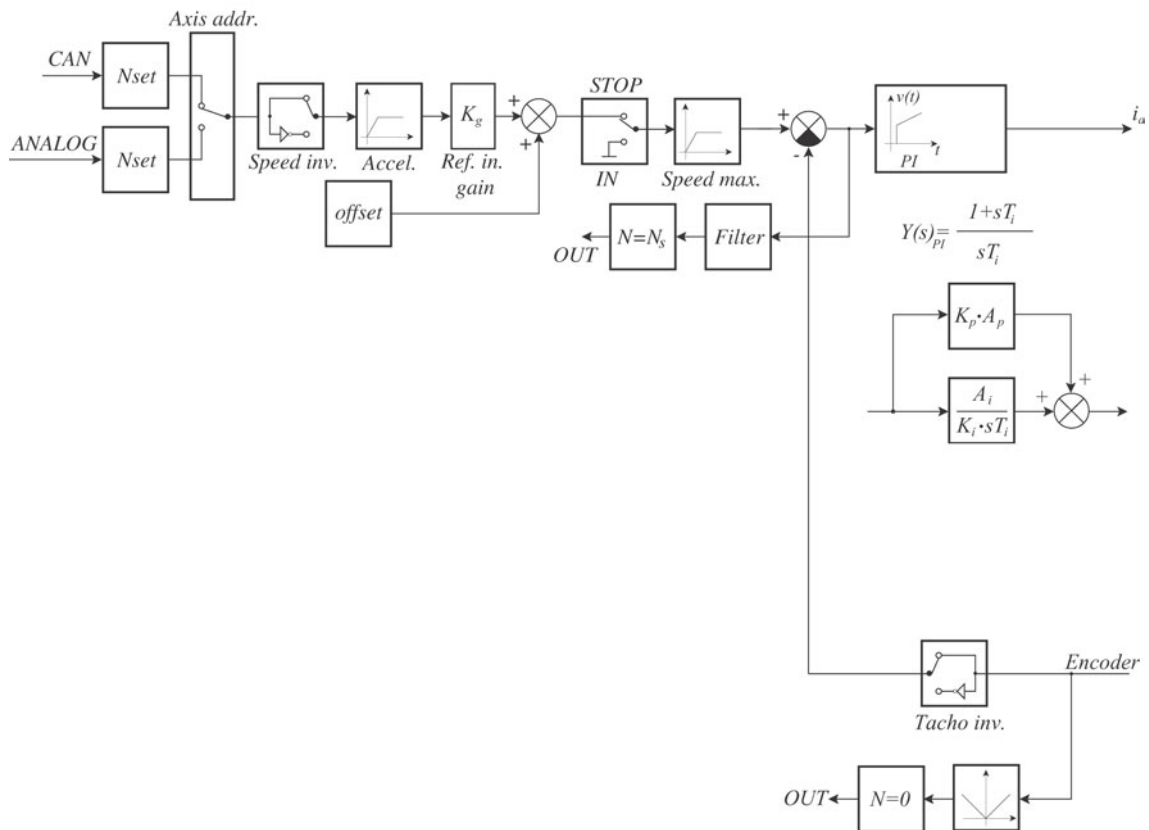 Axis addr.
CAN
Nset
ANALOG
Nset
Speed inv.
Accel.
K_g
Ref. in.
gain
offset
+
+
STOP
IN
Speed max.
+
-
v(t)
t
PI
i_a
OUT
N=N_s
Filter
Y(s)_PI= 1+sT_i / sT_i
K_p·A_p
A_i
K_i·sT_i
+
+
Encoder
Tacho inv.
OUT
N=0